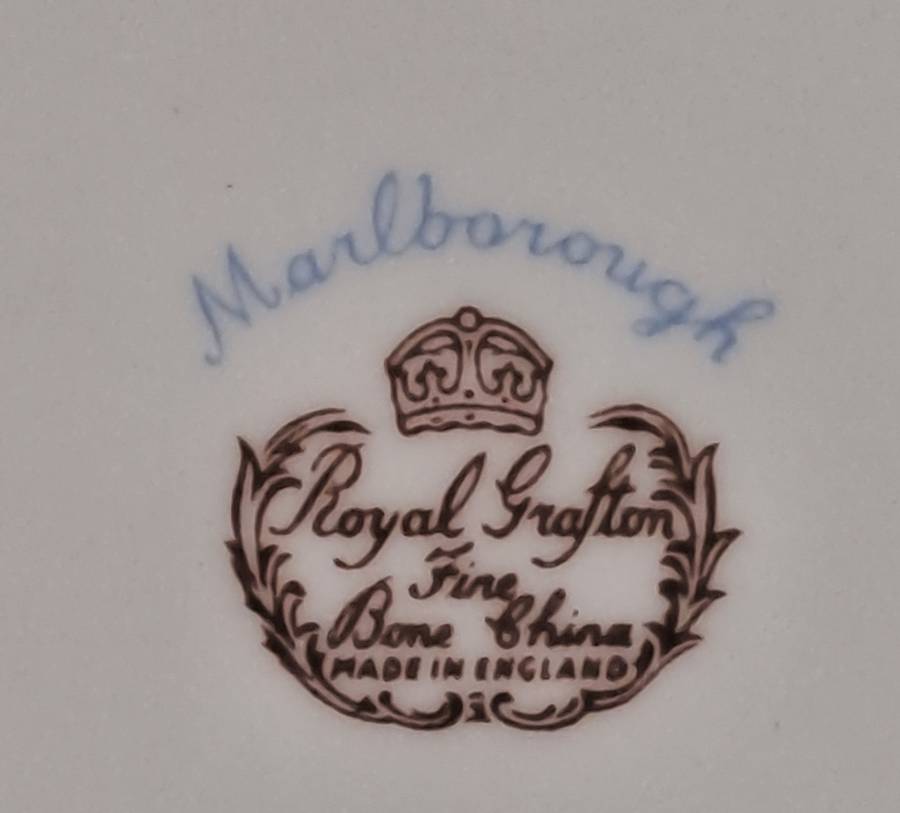 Marlborough
Royal Grafton
Fine
Bone China
MADE IN ENGLAND